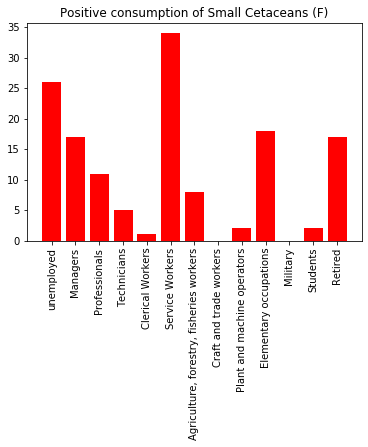 Positive consumption of Small Cetaceans (F)
35
30
25
20
15
10
5
0
unemployed
Managers
Professionals
Technicians
Clerical Workers
Service Workers
Agriculture, forestry, fisheries workers
Craft and trade workers
Plant and machine operators
Elementary occupations
Military
Students
Retired